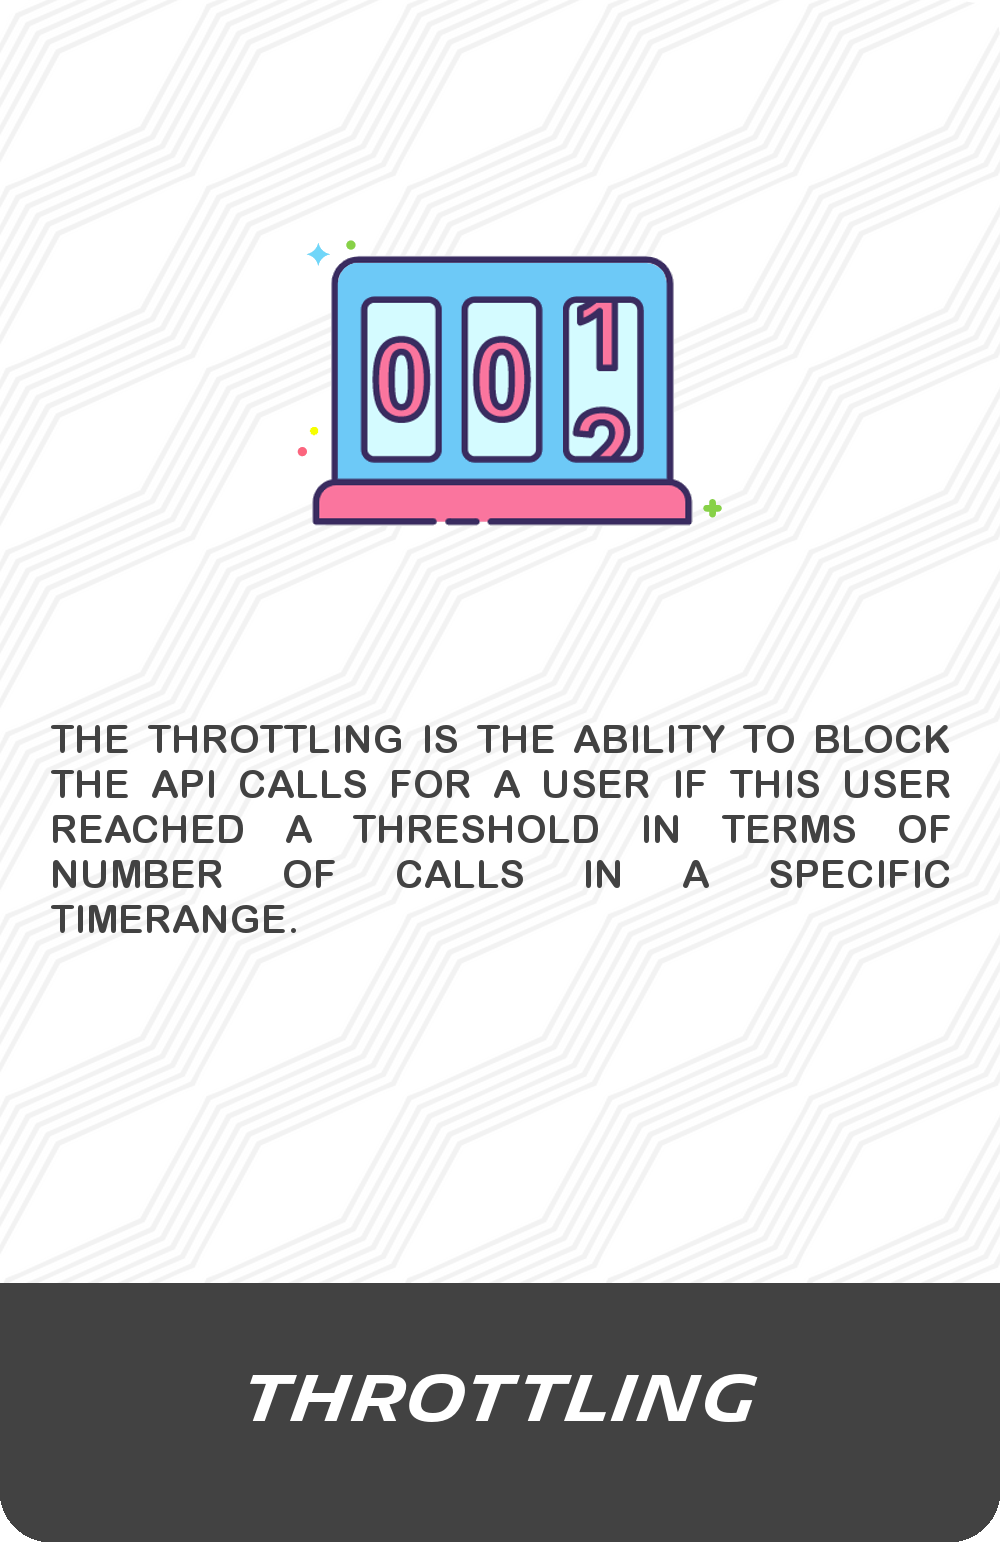 0 0 1
2
THE THROTTLING IS THE ABILITY TO BLOCK
THE API CALLS FOR A USER IF THIS USER
REACHED A THRESHOLD IN TERMS OF
NUMBER OF CALLS IN A SPECIFIC
TIMERANGE.
THROTTLING